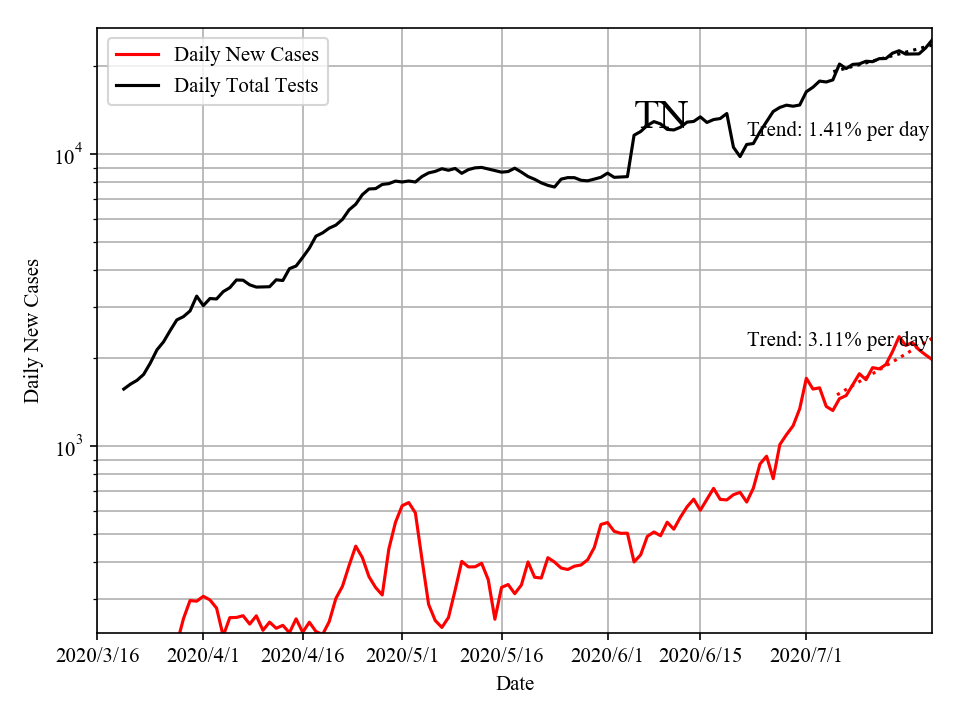 Daily New Cases
Daily Total Tests
TN
Trend: 1.41% per day
10^4
Daily New Cases
Trend: 3.11% per day
10^3
2020/3/16 2020/4/1 2020/4/16 2020/5/1 2020/5/16 2020/6/1 2020/6/15 2020/7/1
Date